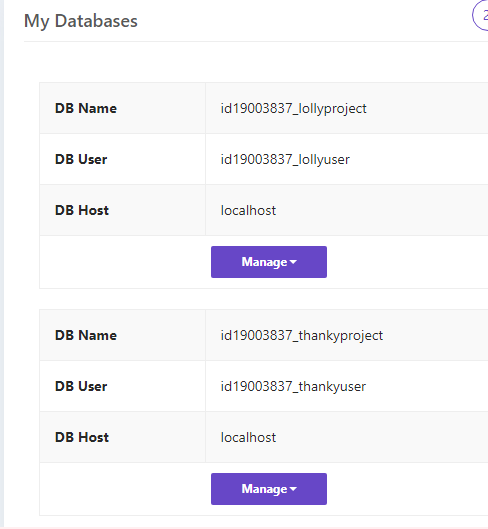 My Databases
2
DB Name id19003837_lollyproject
DB User id19003837_lollyuser
DB Host localhost
Manage
DB Name id19003837_thankyproject
DB User id19003837_thankyuser
DB Host localhost
Manage